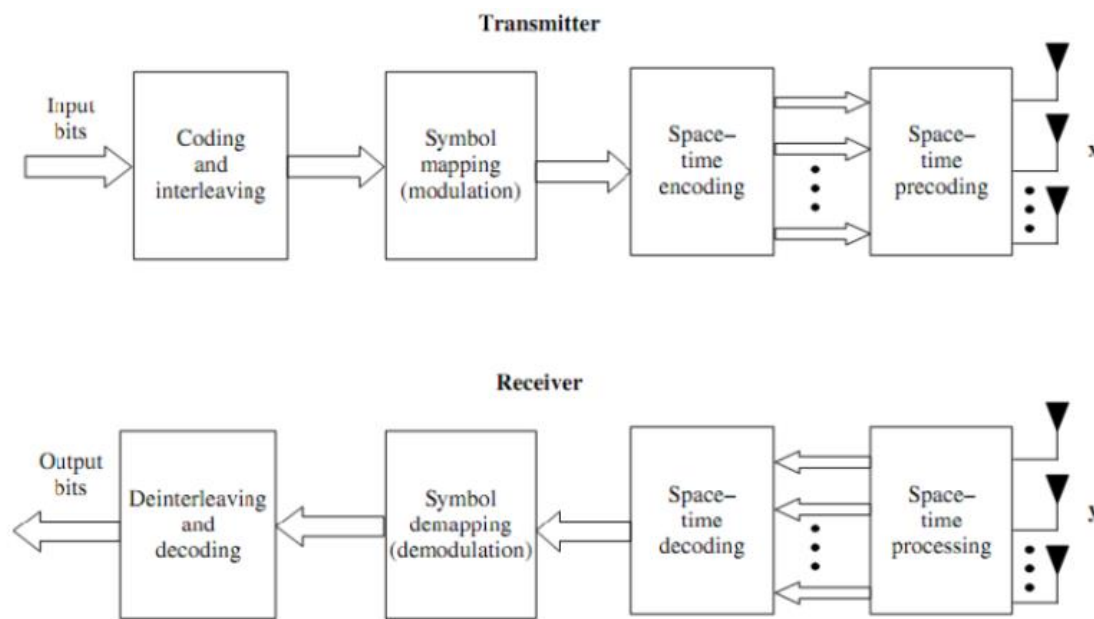 Transmitter
Input
bits
Coding
and
interleaving
Symbol
mapping
(modulation)
Space–
time
encoding
Space–
time
precoding
x
Receiver
Output
bits
Deinterleaving
and
decoding
Symbol
demapping
(demodulation)
Space–
time
decoding
Space–
time
processing
y